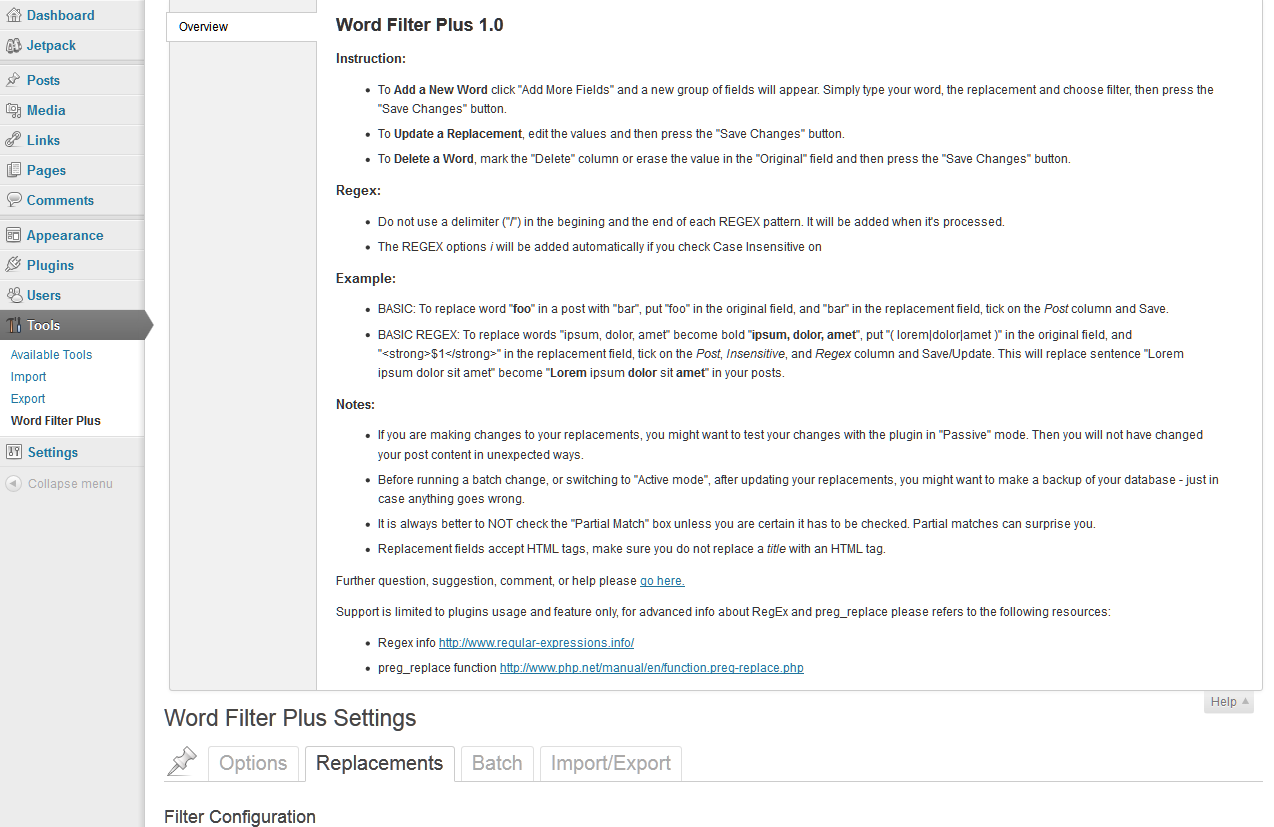 Dashboard
Jetpack
Posts
Media
Links
Pages
Comments
Appearance
Plugins
Users
Tools
Available Tools
Import
Export
Word Filter Plus
Settings
Collapse menu
Overview
Word Filter Plus 1.0
Instruction:
To Add a New Word click "Add More Fields" and a new group of fields will appear. Simply type your word, the replacement and choose filter, then press the
"Save Changes" button.
To Update a Replacement, edit the values and then press the "Save Changes" button.
To Delete a Word, mark the "Delete" column or erase the value in the "Original" field and then press the "Save Changes" button.
Regex:
Do not use a delimiter ("/") in the begining and the end of each REGEX pattern. It will be added when it's processed.
The REGEX options i will be added automatically if you check Case Insensitive on
Example:
BASIC: To replace word "foo" in a post with "bar", put "foo" in the original field, and "bar" in the replacement field, tick on the Post column and Save.
BASIC REGEX: To replace words "ipsum, dolor, amet" become bold "ipsum, dolor, amet", put "( lorem|dolor|amet )" in the original field, and
"<strong>$1</strong>" in the replacement field, tick on the Post, Insensitive, and Regex column and Save/Update. This will replace sentence "Lorem
ipsum dolor sit amet" become "Lorem ipsum dolor sit amet" in your posts.
Notes:
If you are making changes to your replacements, you might want to test your changes with the plugin in "Passive" mode. Then you will not have changed
your post content in unexpected ways.
Before running a batch change, or switching to "Active mode", after updating your replacements, you might want to make a backup of your database - just in
case anything goes wrong.
It is always better to NOT check the "Partial Match" box unless you are certain it has to be checked. Partial matches can surprise you.
Replacement fields accept HTML tags, make sure you do not replace a title with an HTML tag.
Further question, suggestion, comment, or help please go here.
Support is limited to plugins usage and feature only, for advanced info about RegEx and preg_replace please refers to the following resources:
Regex info http://www.regular-expressions.info/
preg_replace function http://www.php.net/manual/en/function.preg-replace.php
Help
Word Filter Plus Settings
Options
Replacements
Batch
Import/Export
Filter Configuration